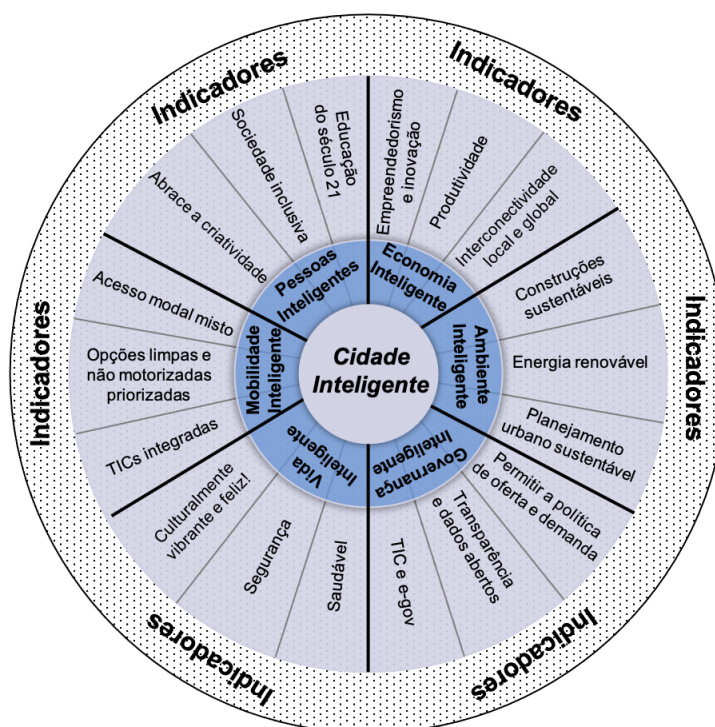 Cidade
Inteligente
Economia
Inteligente
Empreendedorismo
e inovação
Produtividade
Interconectividade
local e global
Indicadores
Ambiente
Inteligente
Construções
sustentáveis
Energia renovável
Planejamento
urbano sustentável
Indicadores
Governança
Inteligente
Permitir a política
de oferta e demanda
Transparência
e dados abertos
TIC e e-gov
Indicadores
Vida
Inteligente
Saudável
Segurança
Culturalmente
vibrante e feliz!
Indicadores
Mobilidade
Inteligente
TICs integradas
Opções limpas e
não motorizadas
priorizadas
Acesso modal misto
Indicadores
Pessoas
Inteligentes
Abrace a criatividade
Sociedade inclusiva
Educação
do século 21
Indicadores